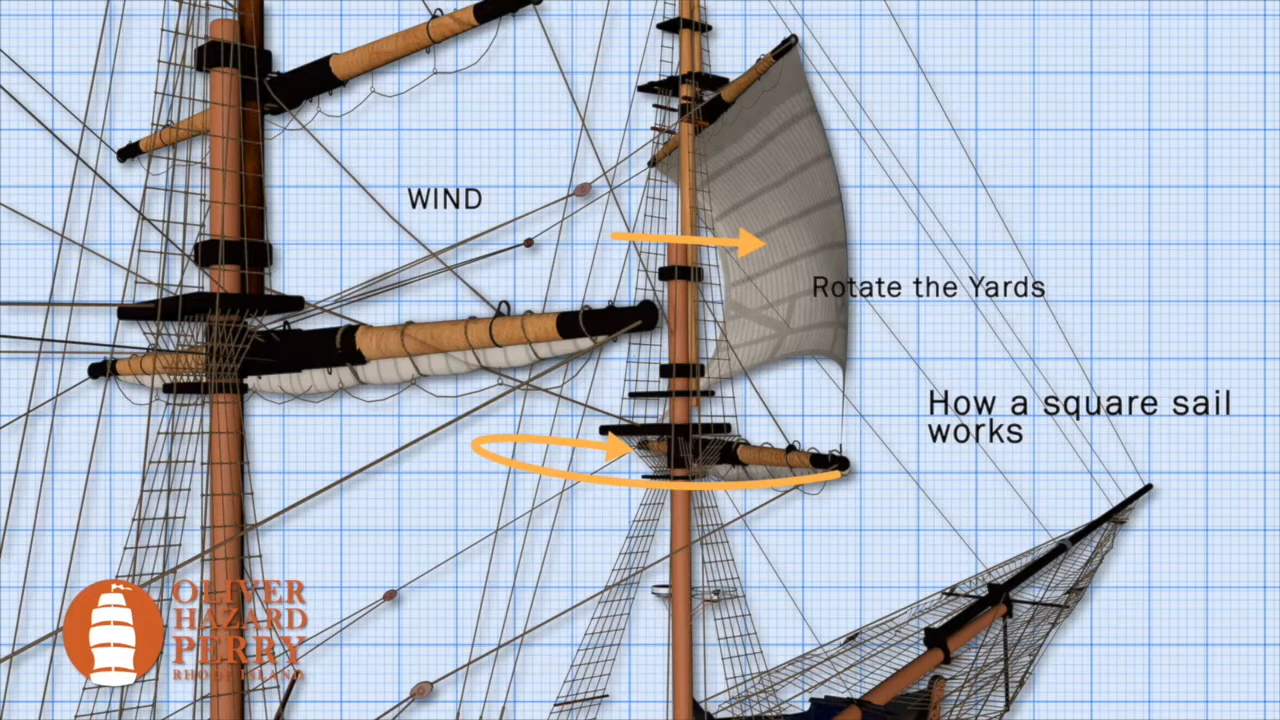 WIND
Rotate the Yards
How a square sail
works
OLIVER
HAZARD
PERRY
RHODE ISLAND